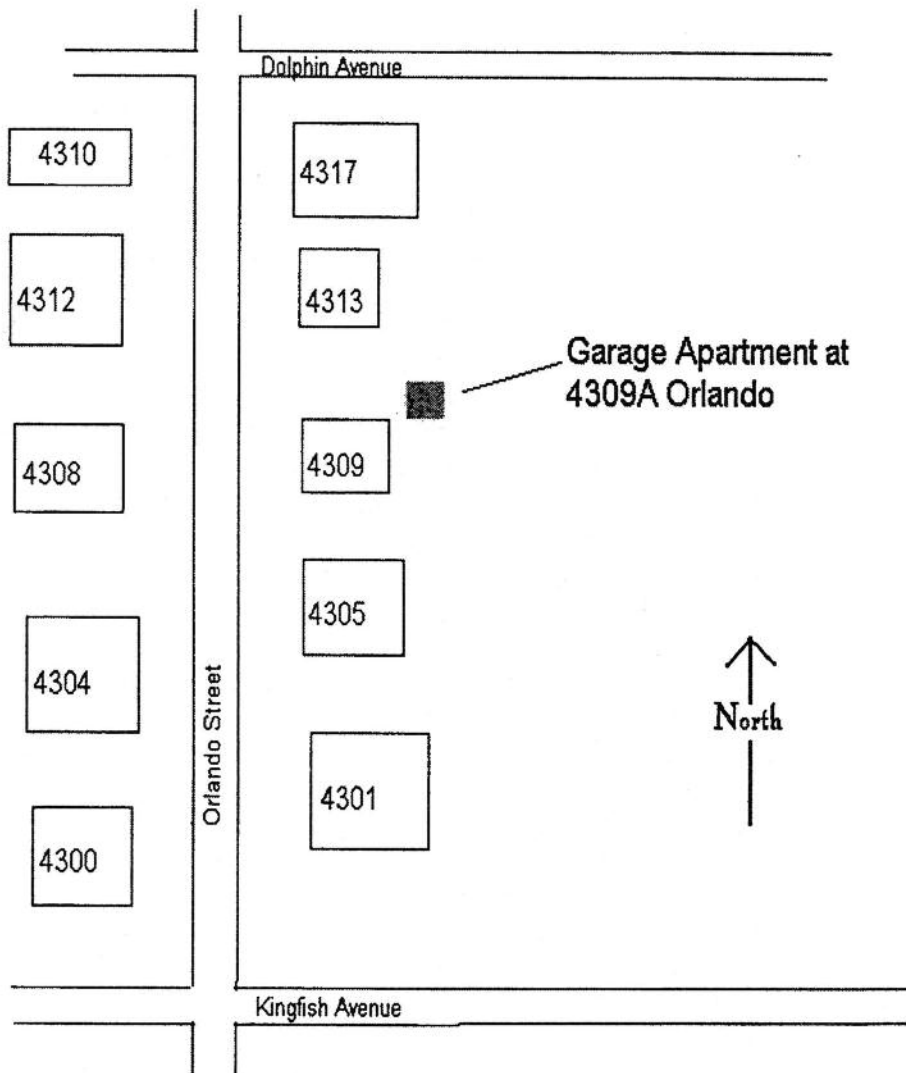 Dolphin Avenue
4310
4317
4312
4313
Garage Apartment at
4309A Orlando
4308
4309
4305
4304
Orlando Street
North
4301
4300
Kingfish Avenue